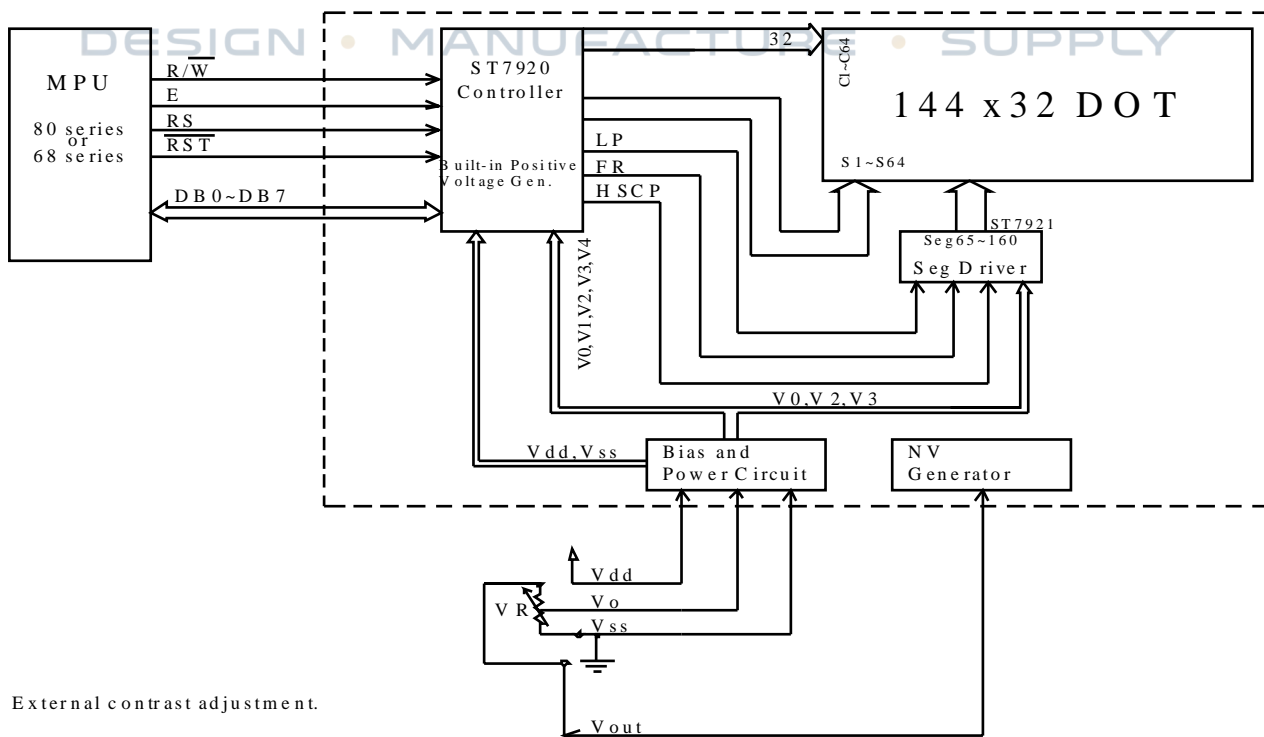 DESIGN • MANUFACTURE • SUPPLY
MPU
80 series
or
68 series
R/W̅
E
RS
R̅S̅T̅
DB0~DB7
ST7920
Controller
Built-in Positive
Voltage Gen.
32
LP
FR
HSCP
C1~C64
144 x32 DOT
S1~S64
ST7921
Seg65~160
Seg Driver
V0,V1,V2,V3,V4
V0,V2,V3
Vdd,Vss
Bias and
Power Circuit
NV
Generator
Vdd
VR
Vo
Vss
External contrast adjustment.
Vout